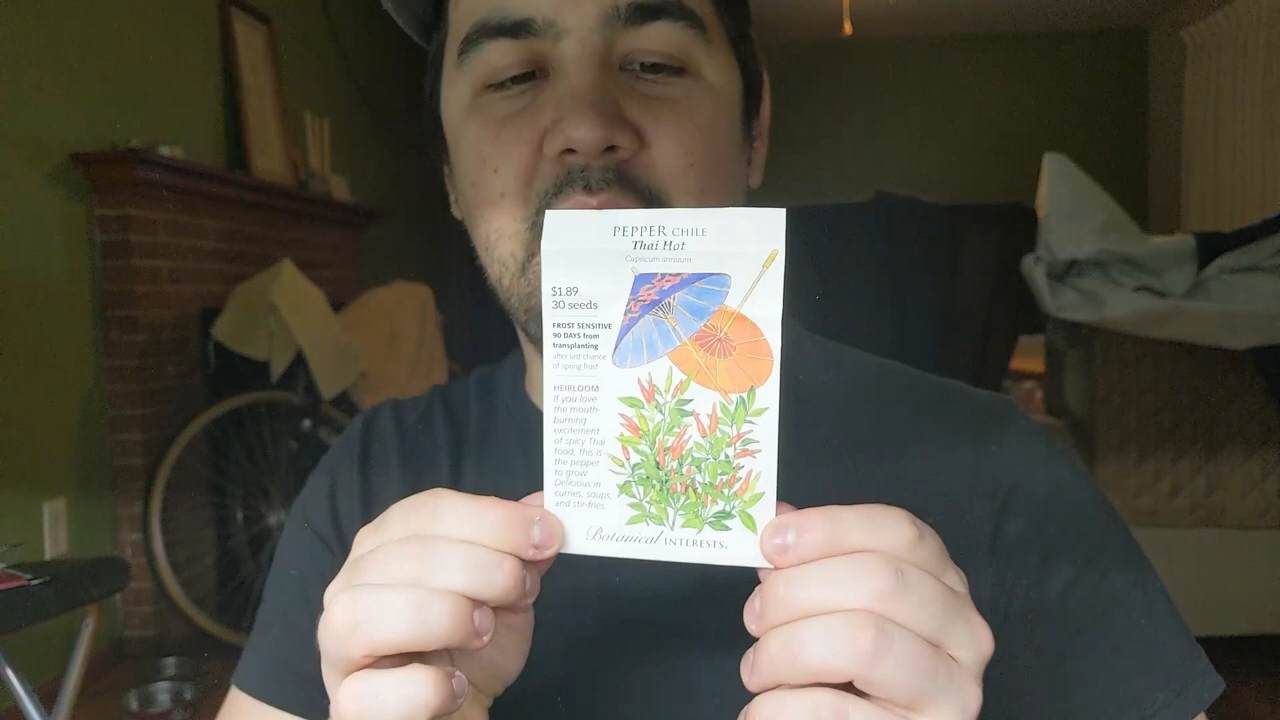 PEPPER CHILE
Thai Hot
Capsicum annuum
$1.89
30 seeds
FROST SENSITIVE
90 DAYS from
transplanting
after last chance
of spring frost
HEIRLOOM
If you love
the mouth-
burning
excitement
of spicy Thai
food, this is
the pepper
to grow
Delicious in
curries, soups,
and stir-fries.
Botanical INTERESTS®